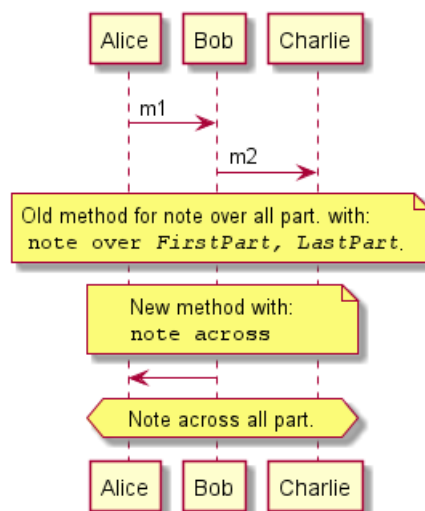 Alice Bob Charlie
m1
m2
Old method for note over all part. with:
note over FirstPart, LastPart.
New method with:
note across
Note across all part.
Alice Bob Charlie